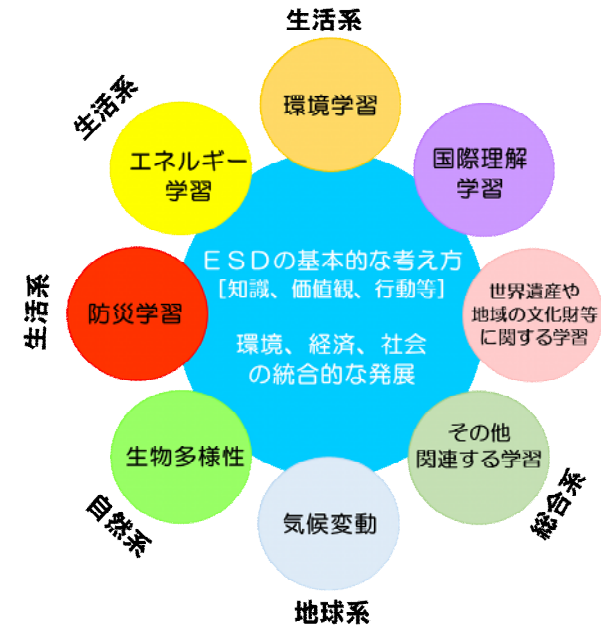 生活系
環境学習
生活系
エネルギー
学習
国際理解
学習
ＥＳＤの基本的な考え方
[知識、価値観、行動等]
環境、経済、社会
の統合的な発展
生活系
防災学習
世界遺産や
地域の文化財等
に関する学習
生物多様性
自然系
その他
関連する学習
総合系
気候変動
地球系